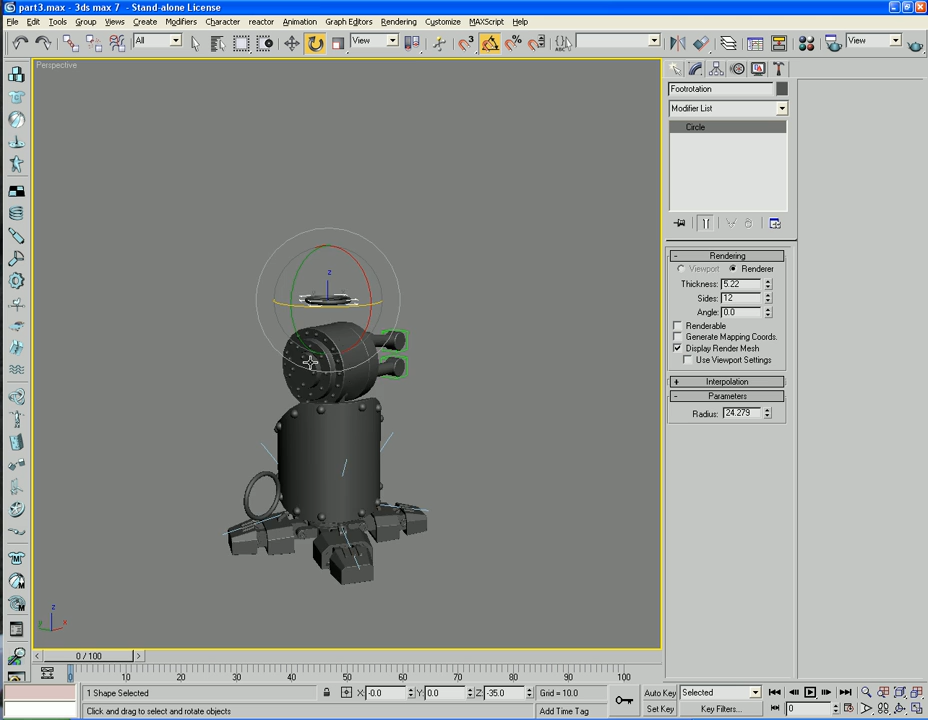 part3.max - 3ds max 7 - Stand-alone License
File Edit Tools Group Views Create Modifiers Character reactor Animation Graph Editors Rendering Customize MAXScript Help
All View 3 % ABC View
Perspective
Footrotation
Modifier List
Circle
- Rendering
Viewport Renderer
Thickness: 5.22
Sides: 12
Angle: 0.0
Renderable
Generate Mapping Coords.
Display Render Mesh
Use Viewport Settings
+ Interpolation
- Parameters
Radius: 24.279
z
z
y x
0 / 100
0 10 20 30 40 50 60 70 80 90 100
1 Shape Selected X: -0.0 Y: 0.0 Z: -35.0 Grid = 10.0 Auto Key Selected
Click and drag to select and rotate objects Add Time Tag Set Key Key Filters... 0